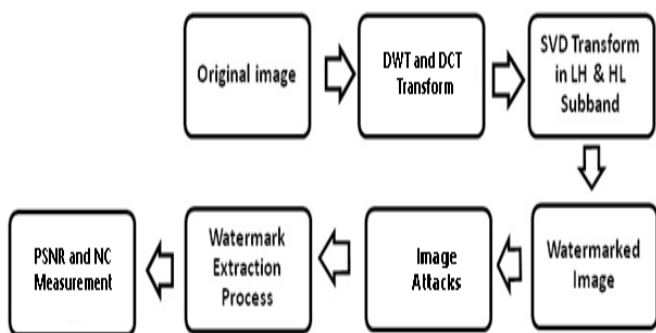 Original image
DWT and DCT
Transform
SVD Transform
in LH & HL
Subband
Watermarked
Image
Image
Attacks
Watermark
Extraction
Process
PSNR and NC
Measurement